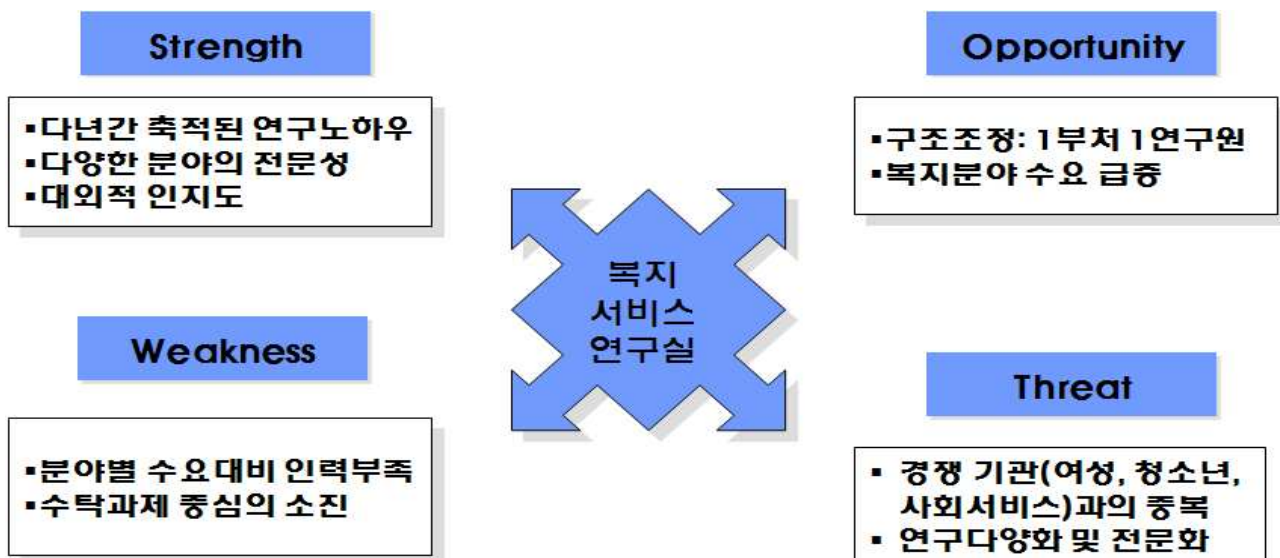 Strength
▪다년간 축적된 연구노하우
▪다양한 분야의 전문성
▪대외적 인지도
Opportunity
▪구조조정: 1부처 1연구원
▪복지분야 수요 급증
복지
서비스
연구실
Weakness
▪분야별 수요대비 인력부족
▪수탁과제 중심의 소진
Threat
▪ 경쟁 기관(여성, 청소년,
사회서비스)과의 중복
▪ 연구다양화 및 전문화